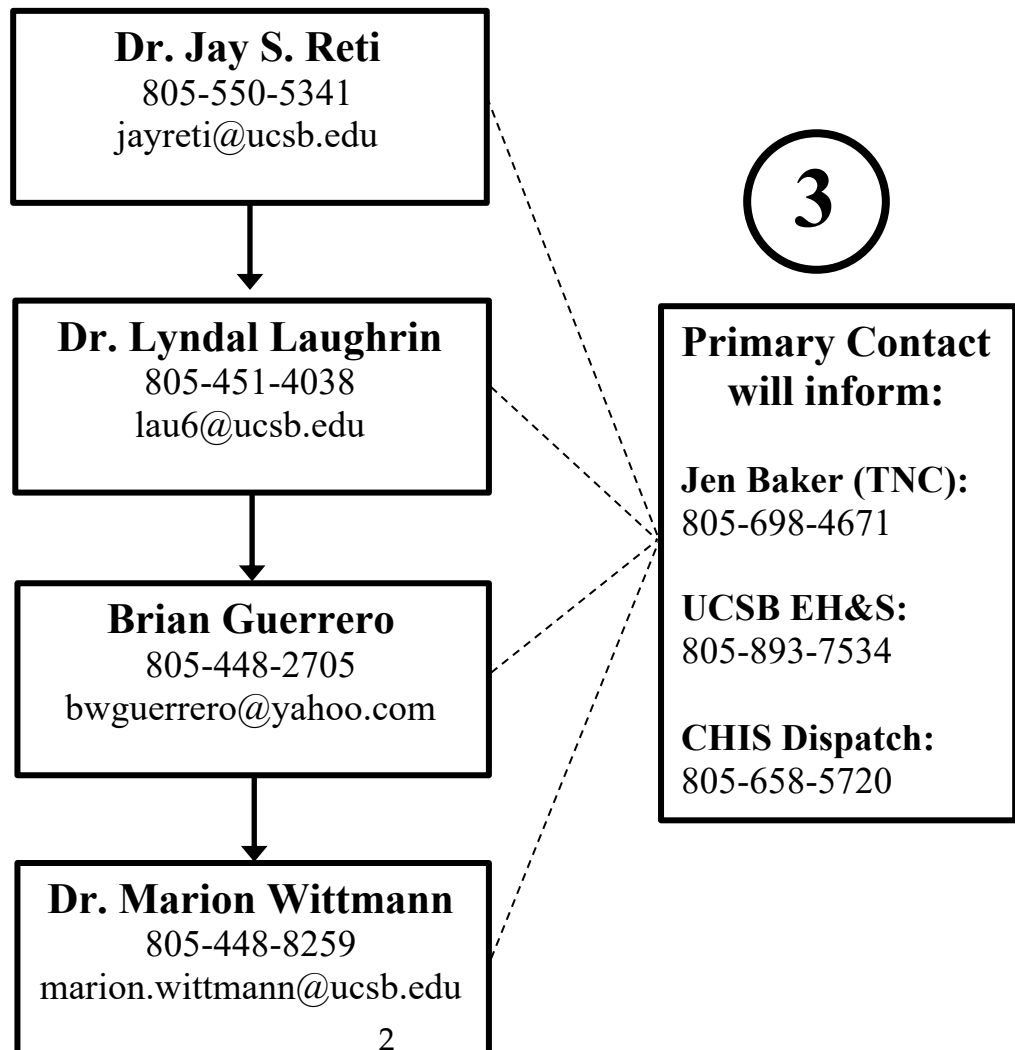 Dr. Jay S. Reti
805-550-5341
jayreti@ucsb.edu
Dr. Lyndal Laughrin
805-451-4038
lau6@ucsb.edu
Brian Guerrero
805-448-2705
bwguerrero@yahoo.com
Dr. Marion Wittmann
805-448-8259
marion.wittmann@ucsb.edu
2
3
Primary Contact
will inform:
Jen Baker (TNC):
805-698-4671
UCSB EH&S:
805-893-7534
CHIS Dispatch:
805-658-5720